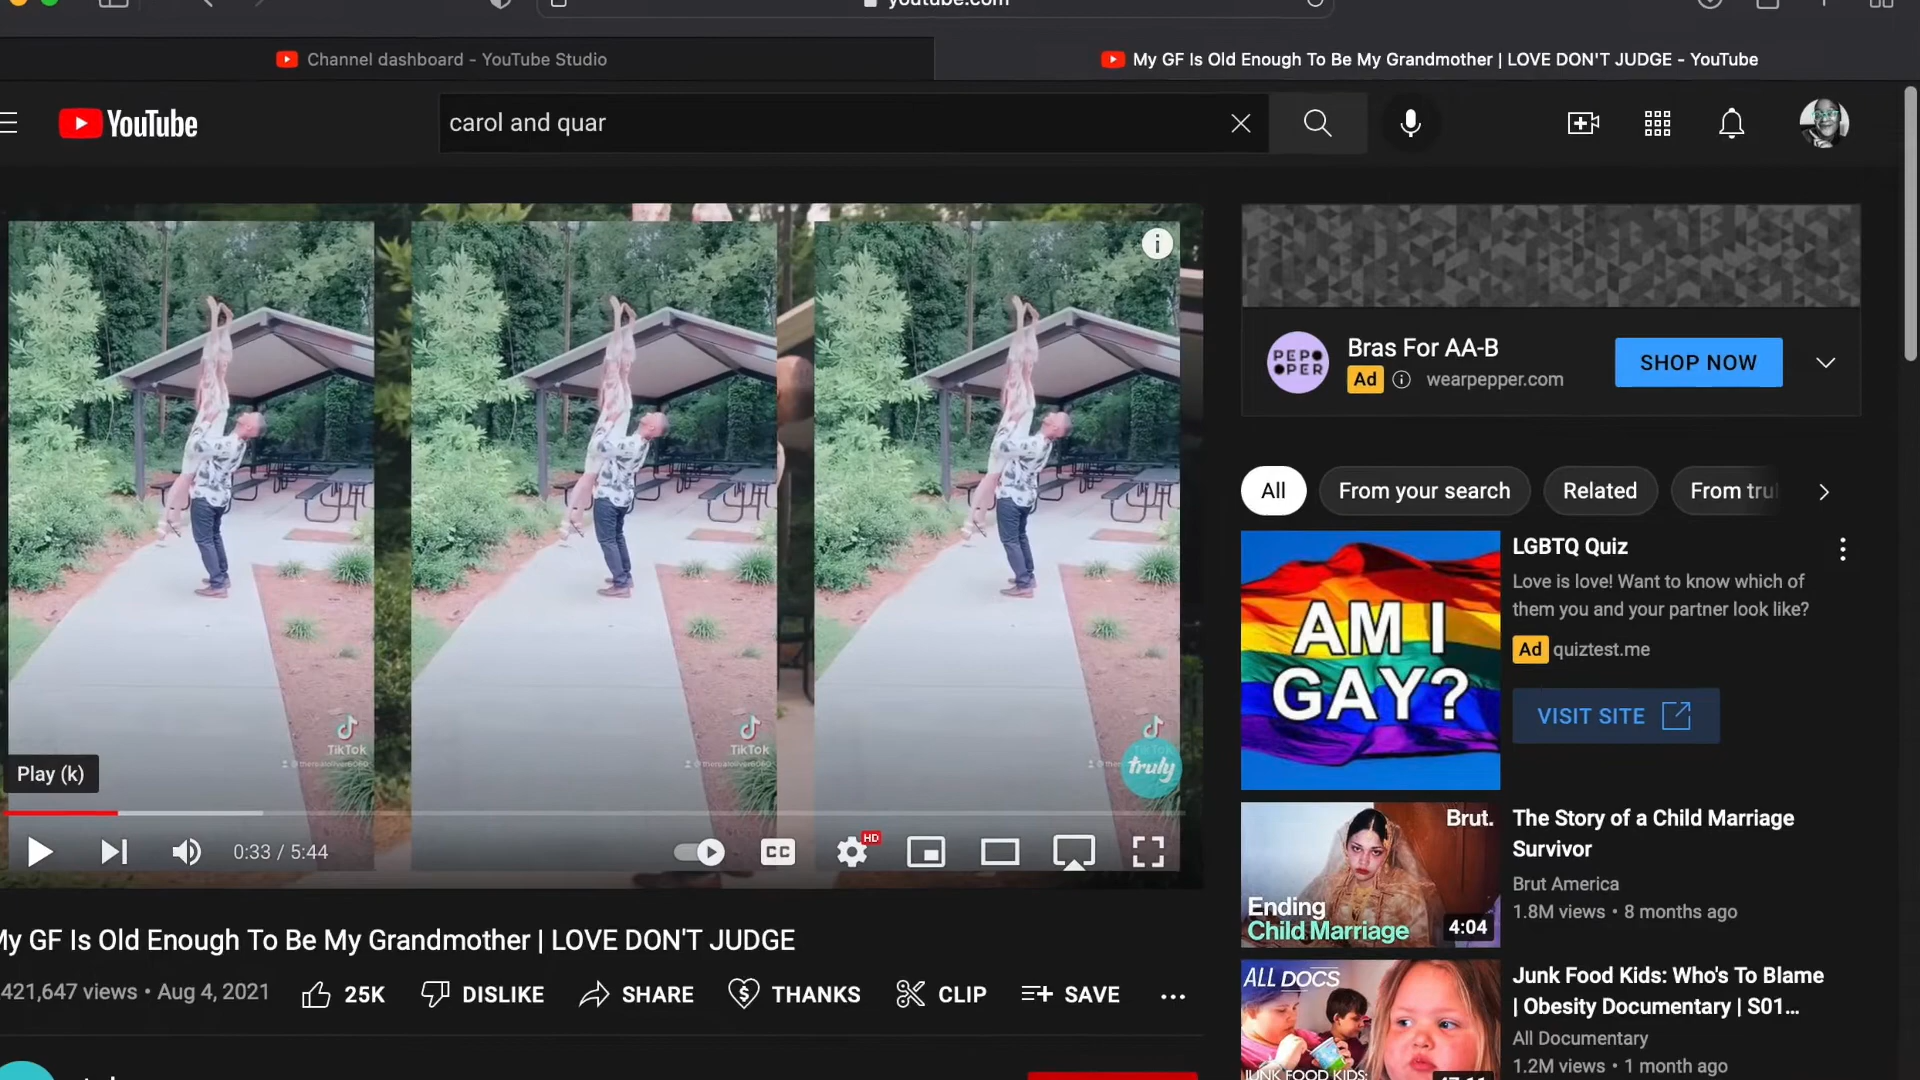 youtube.com
Channel dashboard - YouTube Studio
My GF Is Old Enough To Be My Grandmother | LOVE DON'T JUDGE - YouTube
YouTube
carol and quar
PEP
PER
Bras For AA-B
Ad
wearpepper.com
SHOP NOW
All
From your search
Related
From tru
AM I
GAY?
LGBTQ Quiz
Love is love! Want to know which of
them you and your partner look like?
Ad quiztest.me
VISIT SITE
TikTok
TikTok
truly
Play (k)
0:33 / 5:44
CC
HD
Brut.
Ending
Child Marriage
4:04
The Story of a Child Marriage
Survivor
Brut America
1.8M views • 8 months ago
My GF Is Old Enough To Be My Grandmother | LOVE DON'T JUDGE
421,647 views • Aug 4, 2021
25K
DISLIKE
SHARE
THANKS
CLIP
SAVE
ALL DOCS
JUNK FOOD KIDS:
Junk Food Kids: Who's To Blame
| Obesity Documentary | S01...
All Documentary
1.2M views • 1 month ago